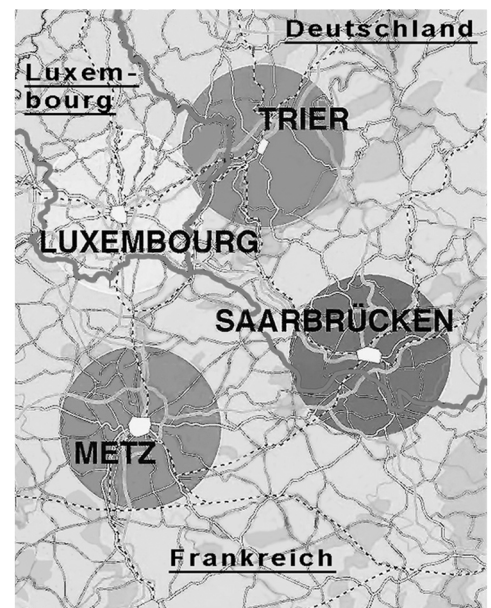 Deutschland
Luxem-
bourg
TRIER
LUXEMBOURG
SAARBRÜCKEN
METZ
Frankreich